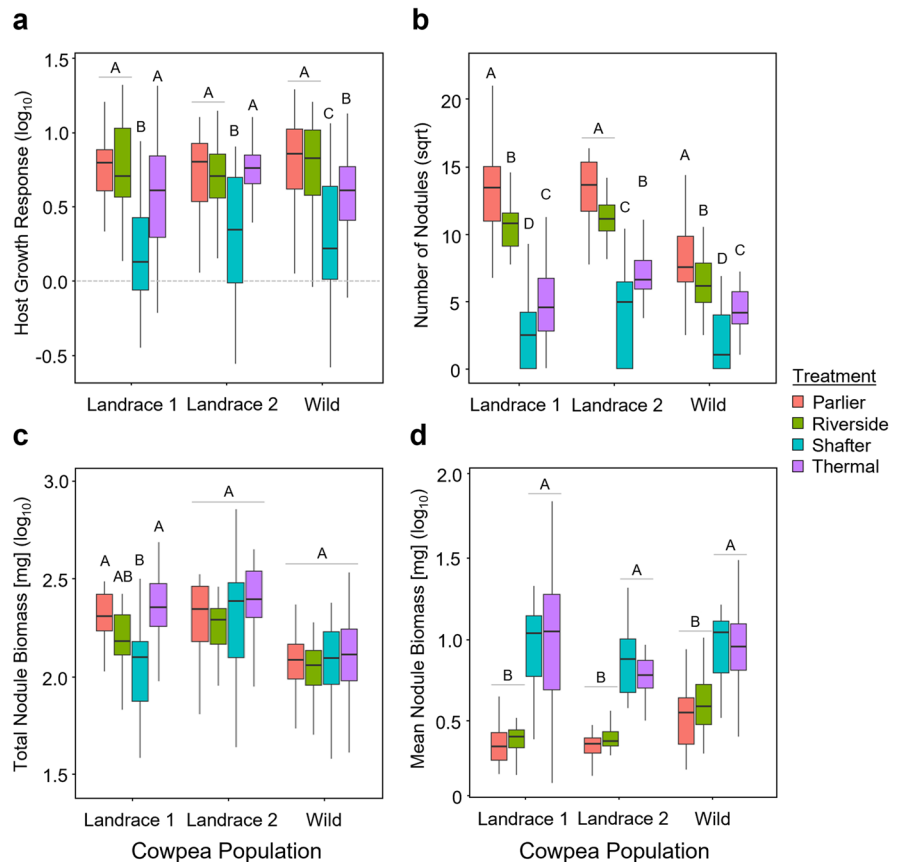 a
Host Growth Response (log10)
1.5
1.0
0.5
0.0
-0.5
A
B
A
A
B
A
A
C
B
Landrace 1 Landrace 2 Wild
b
Number of Nodules (sqrt)
20
15
10
5
0
A
B
D
C
A
C
B
A
B
D
C
Landrace 1 Landrace 2 Wild
Treatment
Parlier
Riverside
Shafter
Thermal
c
Total Nodule Biomass [mg] (log10)
3.0
2.5
2.0
1.5
A
AB
B
A
A
A
Landrace 1 Landrace 2 Wild
Cowpea Population
d
Mean Nodule Biomass [mg] (log10)
2.0
1.5
1.0
0.5
0
B
A
B
A
B
A
Landrace 1 Landrace 2 Wild
Cowpea Population